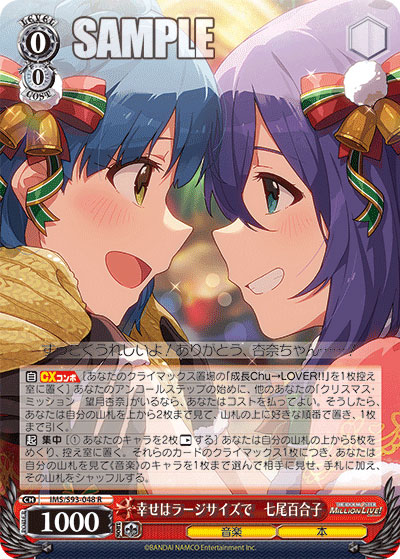 LEVEL
0
0
COST
SAMPLE
すっごくうれしいよ！ありがとう、杏奈ちゃん……！
自 CXコンボ ［あなたのクライマックス置場の「成長Chu→LOVER!!」を1枚控え
室に置く］ あなたのアンコールステップの始めに、他のあなたの「クリスマス・
ミッション 望月杏奈」がいるなら、あなたはコストを払ってよい。そうしたら、
あなたは自分の山札を上から2枚まで見て、山札の上に好きな順番で置き、1枚
まで引く。
起 集中 ［① あなたのキャラを2枚レストする］ あなたは自分の山札の上から5枚を
めくり、控え室に置く。それらのカードのクライマックス1枚につき、あなたは自
分の山札を見て《音楽》のキャラを1枚まで選んで相手に見せ、手札に加え、
その山札をシャッフルする。
CH IMS/S93-048 R
1000
幸せはラージサイズで 七尾百合子
THE IDOLM@STER
MILLION LIVE!
音楽
本
©BANDAI NAMCO Entertainment Inc.